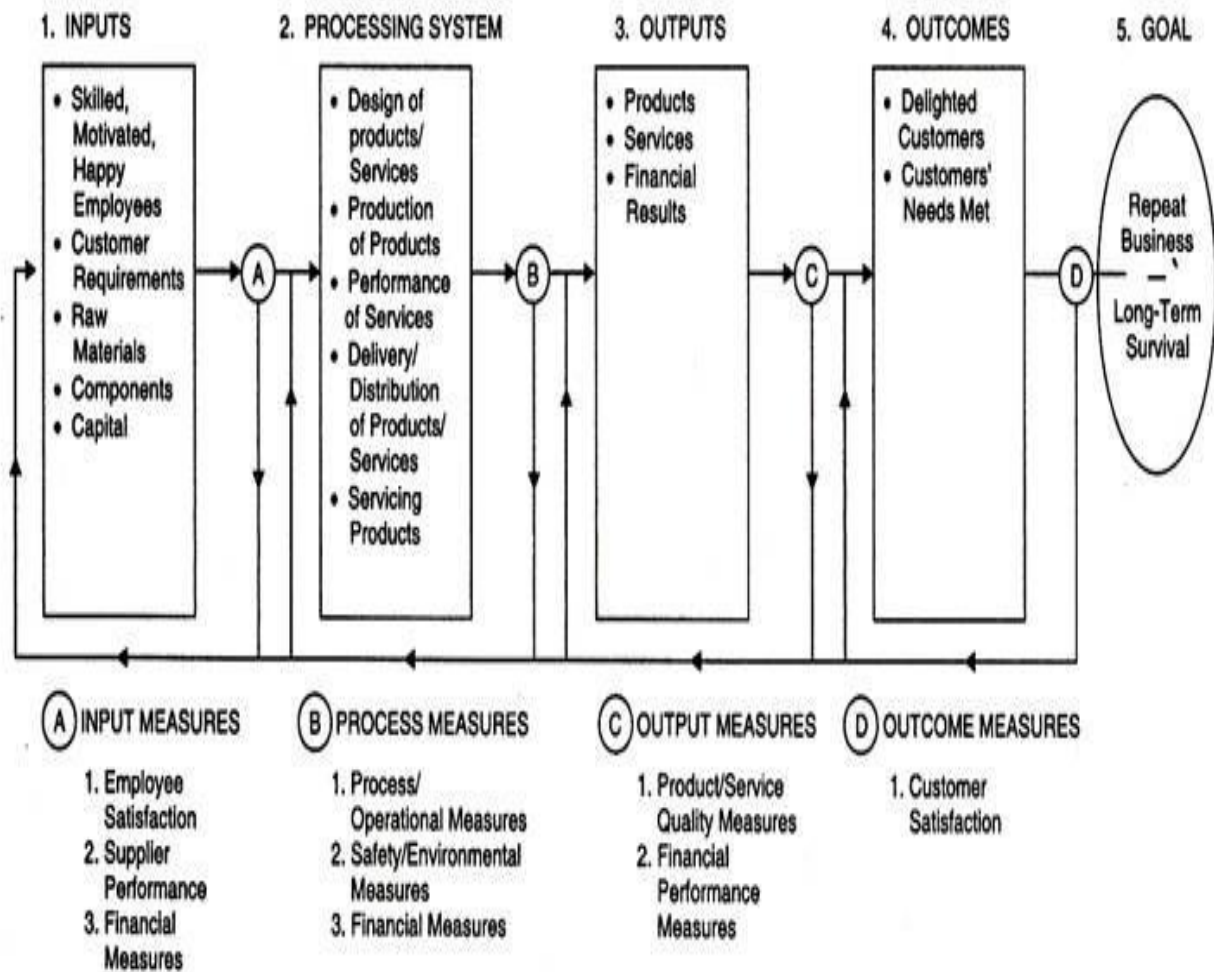 1. INPUTS
2. PROCESSING SYSTEM
3. OUTPUTS
4. OUTCOMES
5. GOAL
• Skilled,
Motivated,
Happy
Employees
• Customer
Requirements
• Raw
Materials
• Components
• Capital
A
• Design of
products/
Services
• Production
of Products
• Performance
of Services
• Delivery/
Distribution
of Products/
Services
• Servicing
Products
B
• Products
• Services
• Financial
Results
C
• Delighted
Customers
• Customers'
Needs Met
D
Repeat
Business
—
Long-Term
Survival
A INPUT MEASURES
1. Employee
Satisfaction
2. Supplier
Performance
3. Financial
Measures
B PROCESS MEASURES
1. Process/
Operational Measures
2. Safety/Environmental
Measures
3. Financial Measures
C OUTPUT MEASURES
1. Product/Service
Quality Measures
2. Financial
Performance
Measures
D OUTCOME MEASURES
1. Customer
Satisfaction